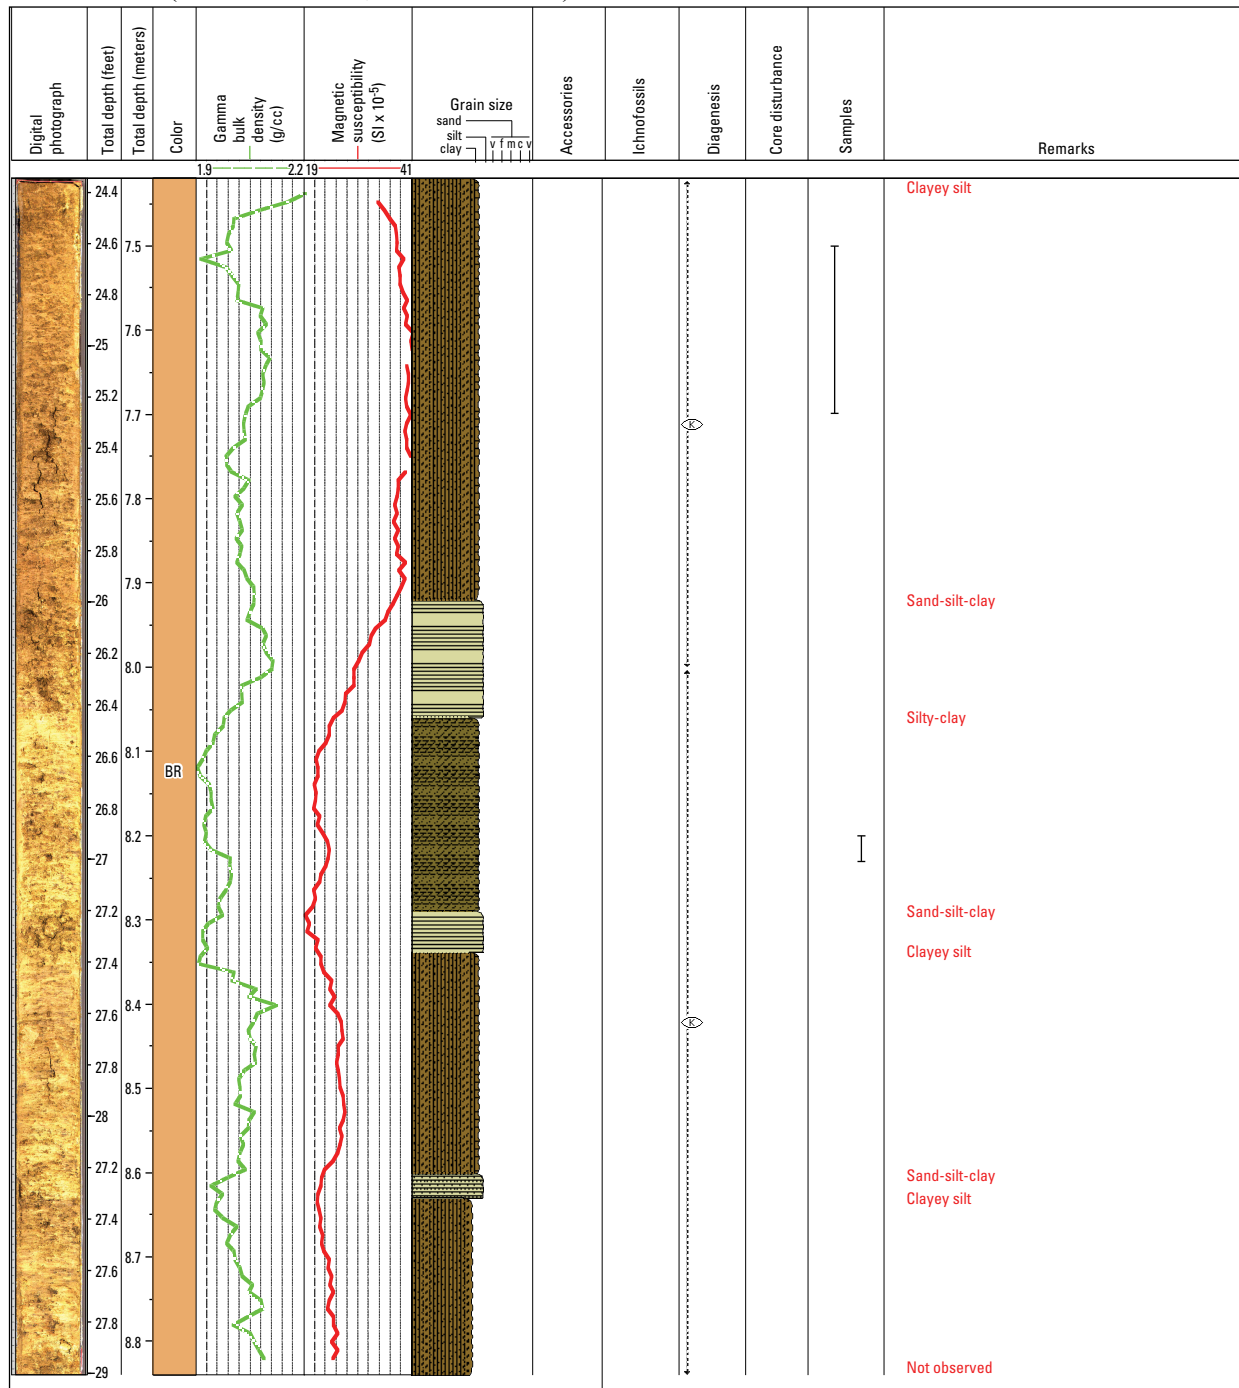 Digital photograph
Total depth (feet)
Total depth (meters)
Color
Gamma bulk density (g/cc)
Magnetic susceptibility (SI x 10-5)
Grain size
sand
silt
clay
v f m c v
Accessories
Ichnofossils
Diagenesis
Core disturbance
Samples
Remarks
1.9
2.2
19
41
24.4
Clayey silt
24.6
7.5
24.8
7.6
25
25.2
7.7
K
25.4
25.6
7.8
25.8
7.9
26
Sand-silt-clay
26.2
8.0
26.4
Silty-clay
26.6
8.1
BR
26.8
8.2
27
27.2
Sand-silt-clay
8.3
Clayey silt
27.4
8.4
27.6
K
27.8
8.5
28
27.2
8.6
Sand-silt-clay
Clayey silt
27.4
8.7
27.6
27.8
8.8
29
Not observed